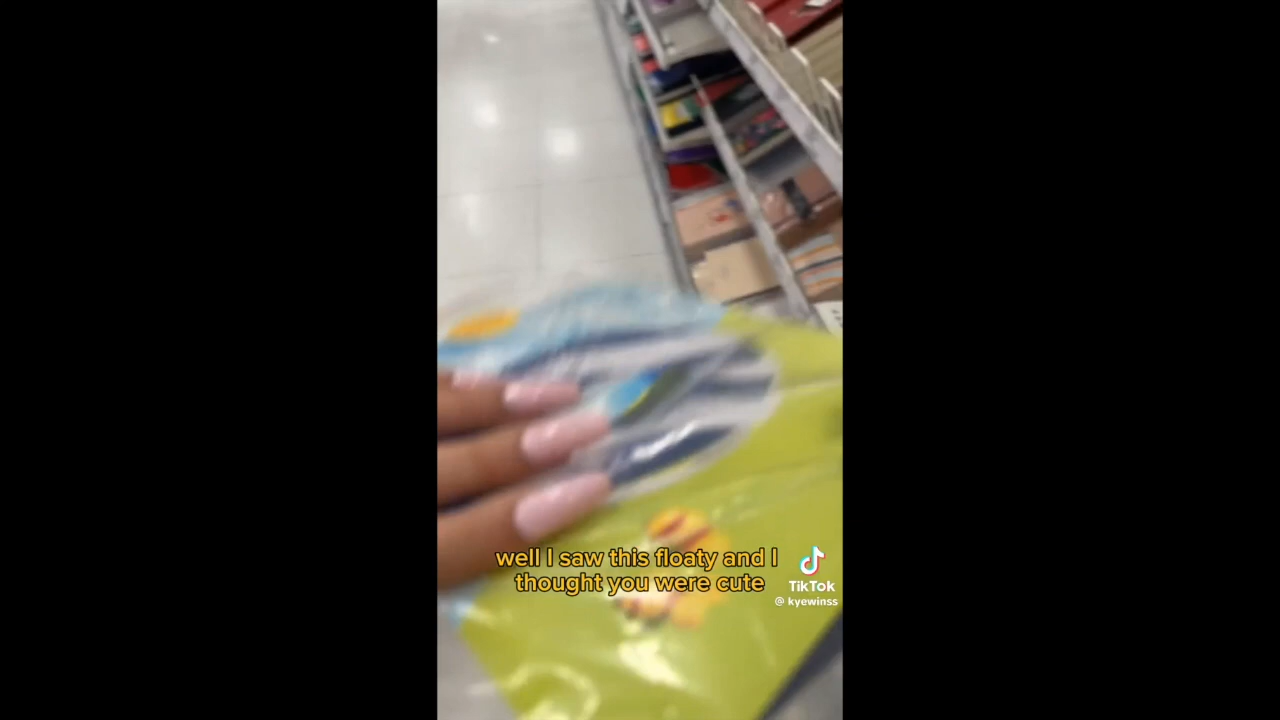 well I saw this floaty and I
thought you were cute
TikTok
@ kyewinss